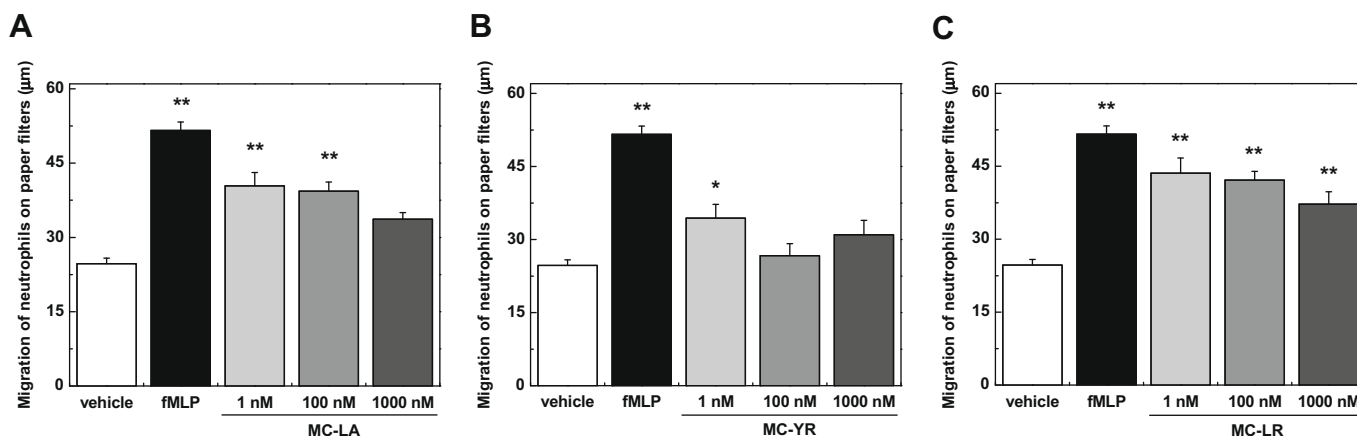 A
Migration of neutrophils on paper filters (µm)
60
45
30
15
0
**
**
**
vehicle fMLP 1 nM 100 nM 1000 nM
MC-LA
B
Migration of neutrophils on paper filters (µm)
60
45
30
15
0
**
*
vehicle fMLP 1 nM 100 nM 1000 nM
MC-YR
C
Migration of neutrophils on paper filters (µm)
60
45
30
15
0
**
**
**
**
vehicle fMLP 1 nM 100 nM 1000 nM
MC-LR